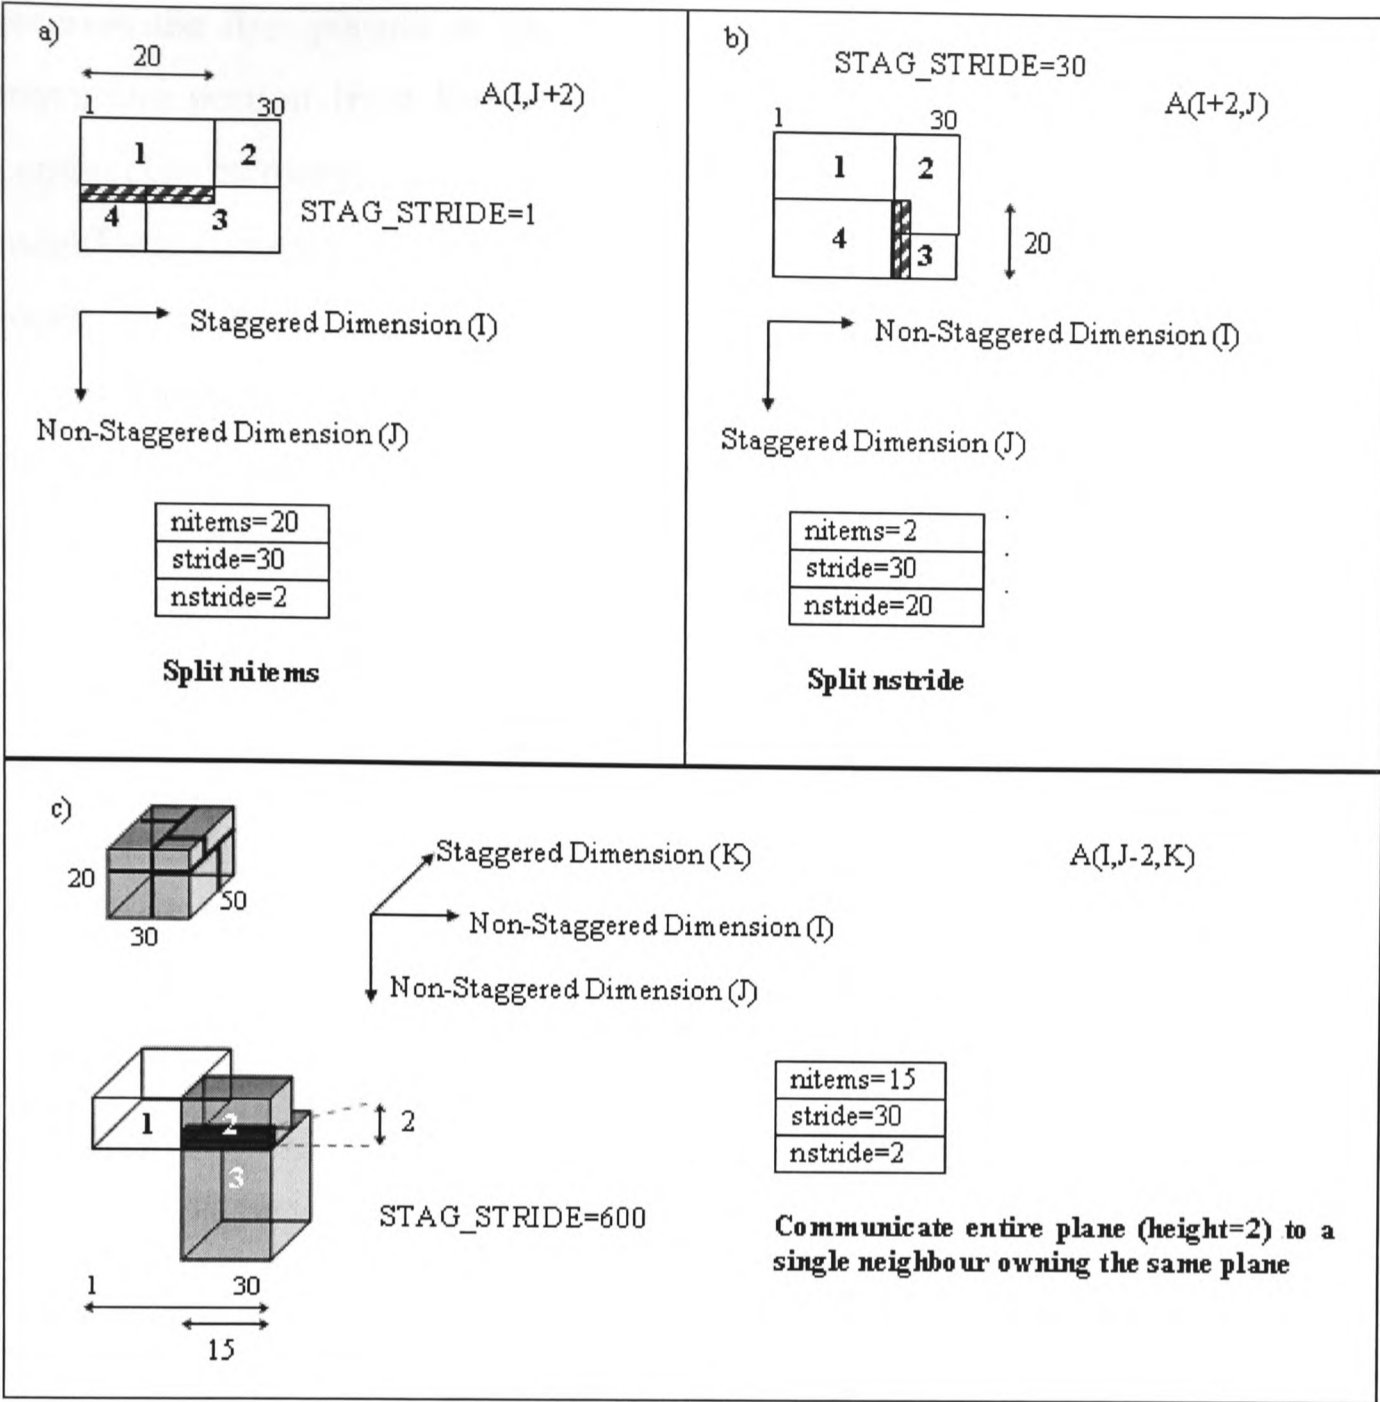 a)
20
A(I,J+2)
1 30
1 2
4 3
STAG_STRIDE=1
Staggered Dimension (I)
Non-Staggered Dimension (J)
nitems=20
stride=30
nstride=2
Split nitems
b)
STAG_STRIDE=30
A(I+2,J)
1 30
1 2
4 3
20
Non-Staggered Dimension (I)
Staggered Dimension (J)
nitems=2
stride=30
nstride=20
Split nstride
c)
20
50
30
Staggered Dimension (K)
Non-Staggered Dimension (I)
Non-Staggered Dimension (J)
A(I,J-2,K)
1 2
2
3
STAG_STRIDE=600
1 30
15
nitems=15
stride=30
nstride=2
Communicate entire plane (height=2) to a
single neighbour owning the same plane